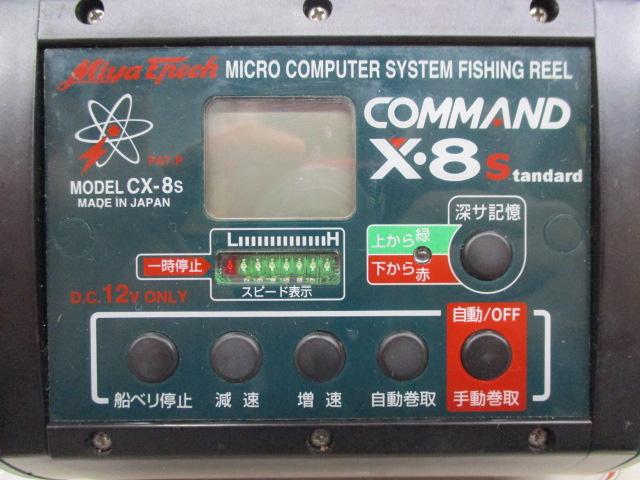 Miya Epoch MICRO COMPUTER SYSTEM FISHING REEL
COMMAND
X・8 Standard
PAT.P
MODEL CX-8S
MADE IN JAPAN
深サ記憶
上から緑
下から赤
L H
一時停止
スピード表示
D.C.12V ONLY
自動/OFF
船ベリ停止
減速
増速
自動巻取
手動巻取